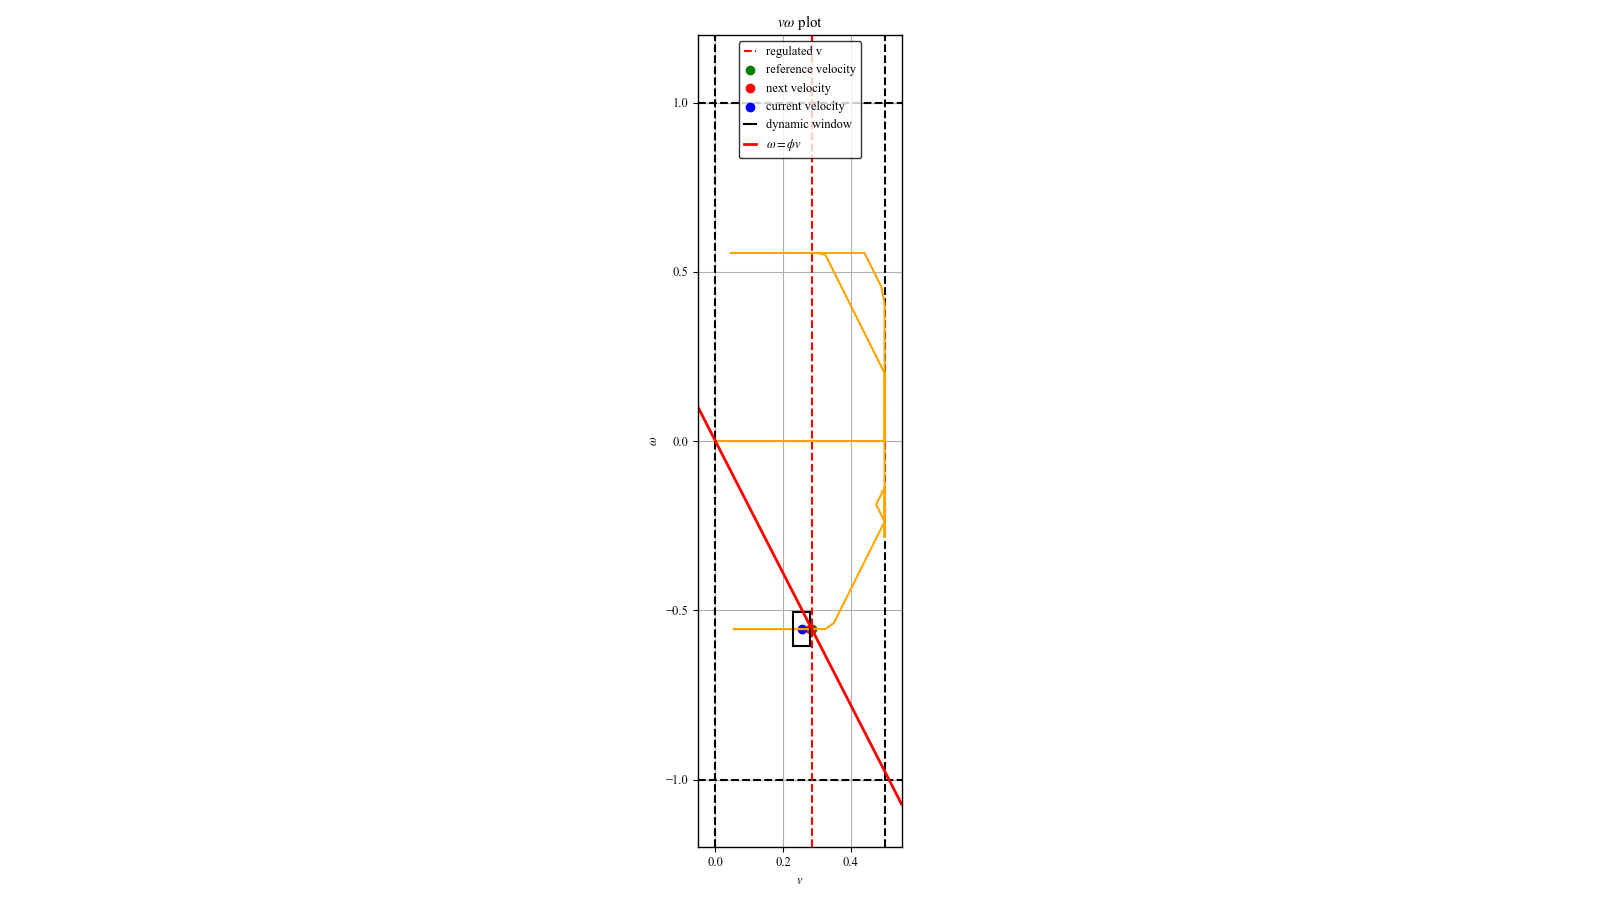 vω plot
regulated v
reference velocity
next velocity
current velocity
dynamic window
ω = ϕv
1.0
0.5
0.0
−0.5
−1.0
ω
0.0 0.2 0.4
v